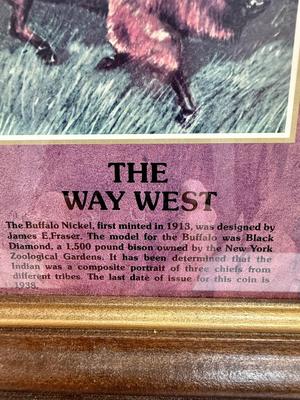 THE
WAY WEST
The Buffalo Nickel, first minted in 1913, was designed by
James E.Fraser. The model for the Buffalo was Black
Diamond, a 1,500 pound bison owned by the New York
Zoological Gardens. It has been determined that the
Indian was a composite portrait of three chiefs from
different tribes. The last date of issue for this coin is
1938.